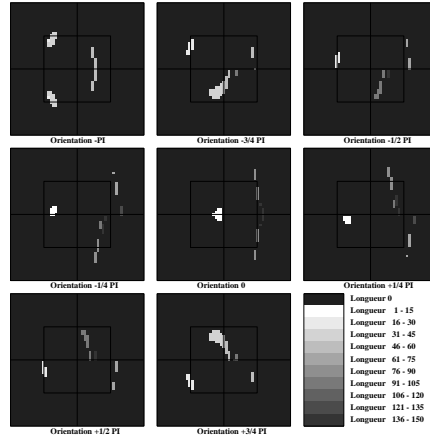 Orientation -PI
Orientation -3/4 PI
Orientation -1/2 PI
Orientation -1/4 PI
Orientation 0
Orientation +1/4 PI
Orientation +1/2 PI
Orientation +3/4 PI
Longueur 0
Longueur 1 - 15
Longueur 16 - 30
Longueur 31 - 45
Longueur 46 - 60
Longueur 61 - 75
Longueur 76 - 90
Longueur 91 - 105
Longueur 106 - 120
Longueur 121 - 135
Longueur 136 - 150